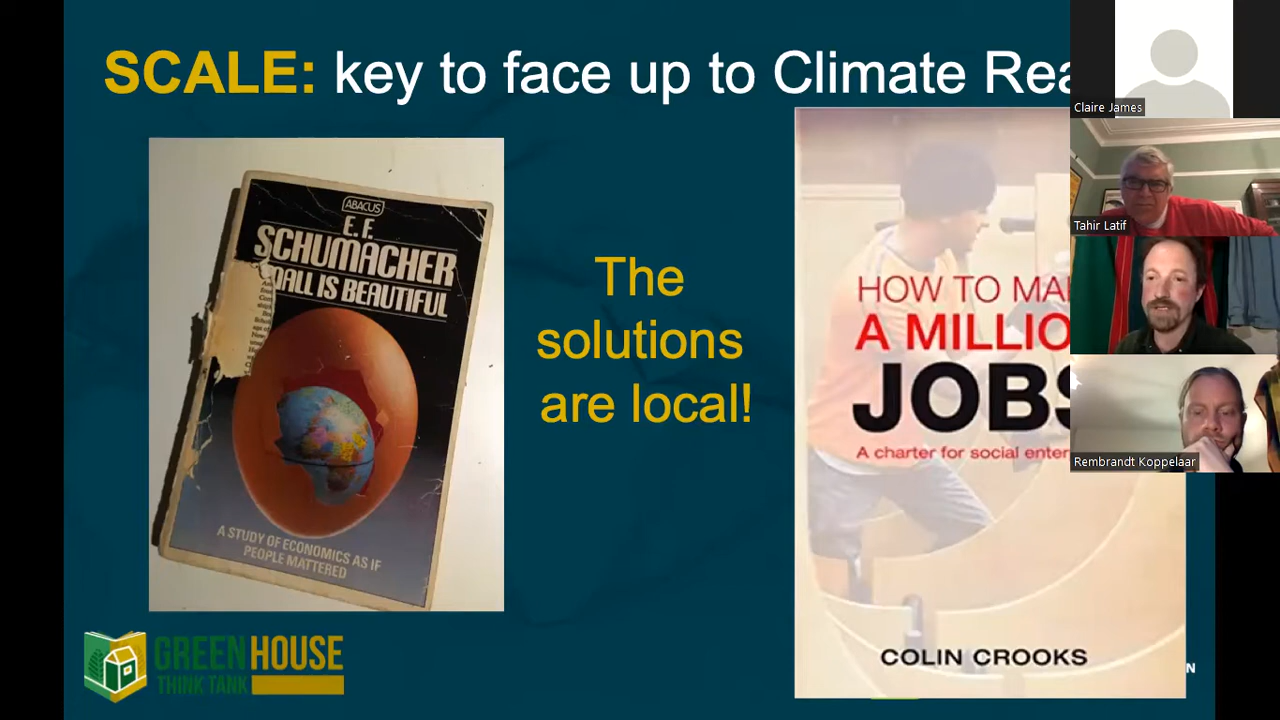 SCALE: key to face up to Climate Rea
ABACUS
E.F.
SCHUMACHER
ALL IS BEAUTIFUL
A STUDY OF ECONOMICS AS IF
PEOPLE MATTERED
The
solutions
are local!
HOW TO MA
A MILLIO
JOBS
A charter for social enter
COLIN CROOKS
GREEN HOUSE
THINK TANK
N
Claire James
Tahir Latif
Rembrandt Koppelaar